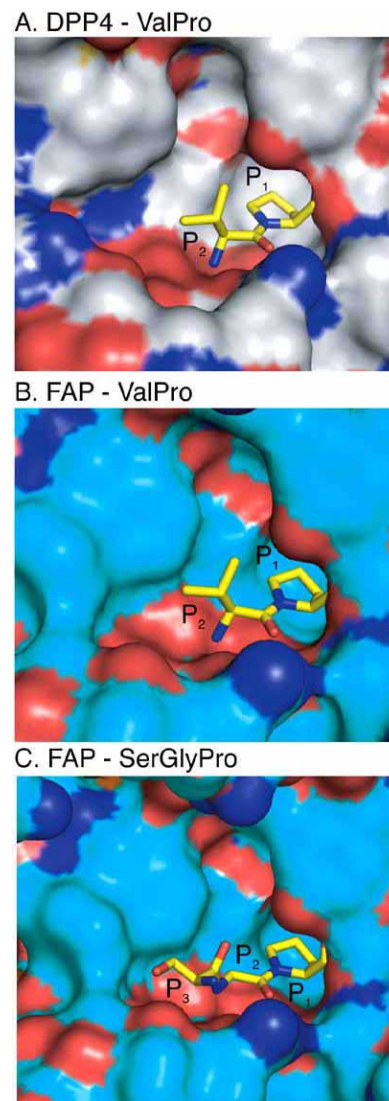 A. DPP4 - ValPro
P₁
P₂
B. FAP - ValPro
P₁
P₂
C. FAP - SerGlyPro
P₂
P₃
P₁